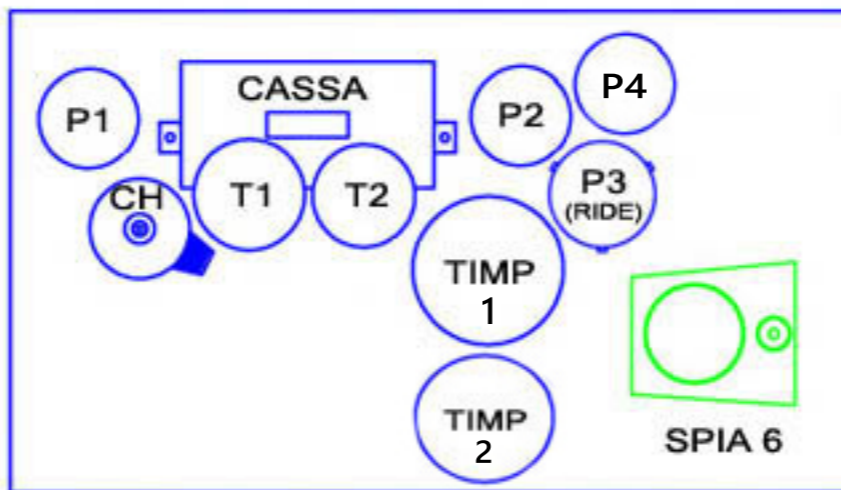 CASSA
P4
P1
P2
CH
T1
T2
P3
(RIDE)
TIMP
1
TIMP
2
SPIA 6